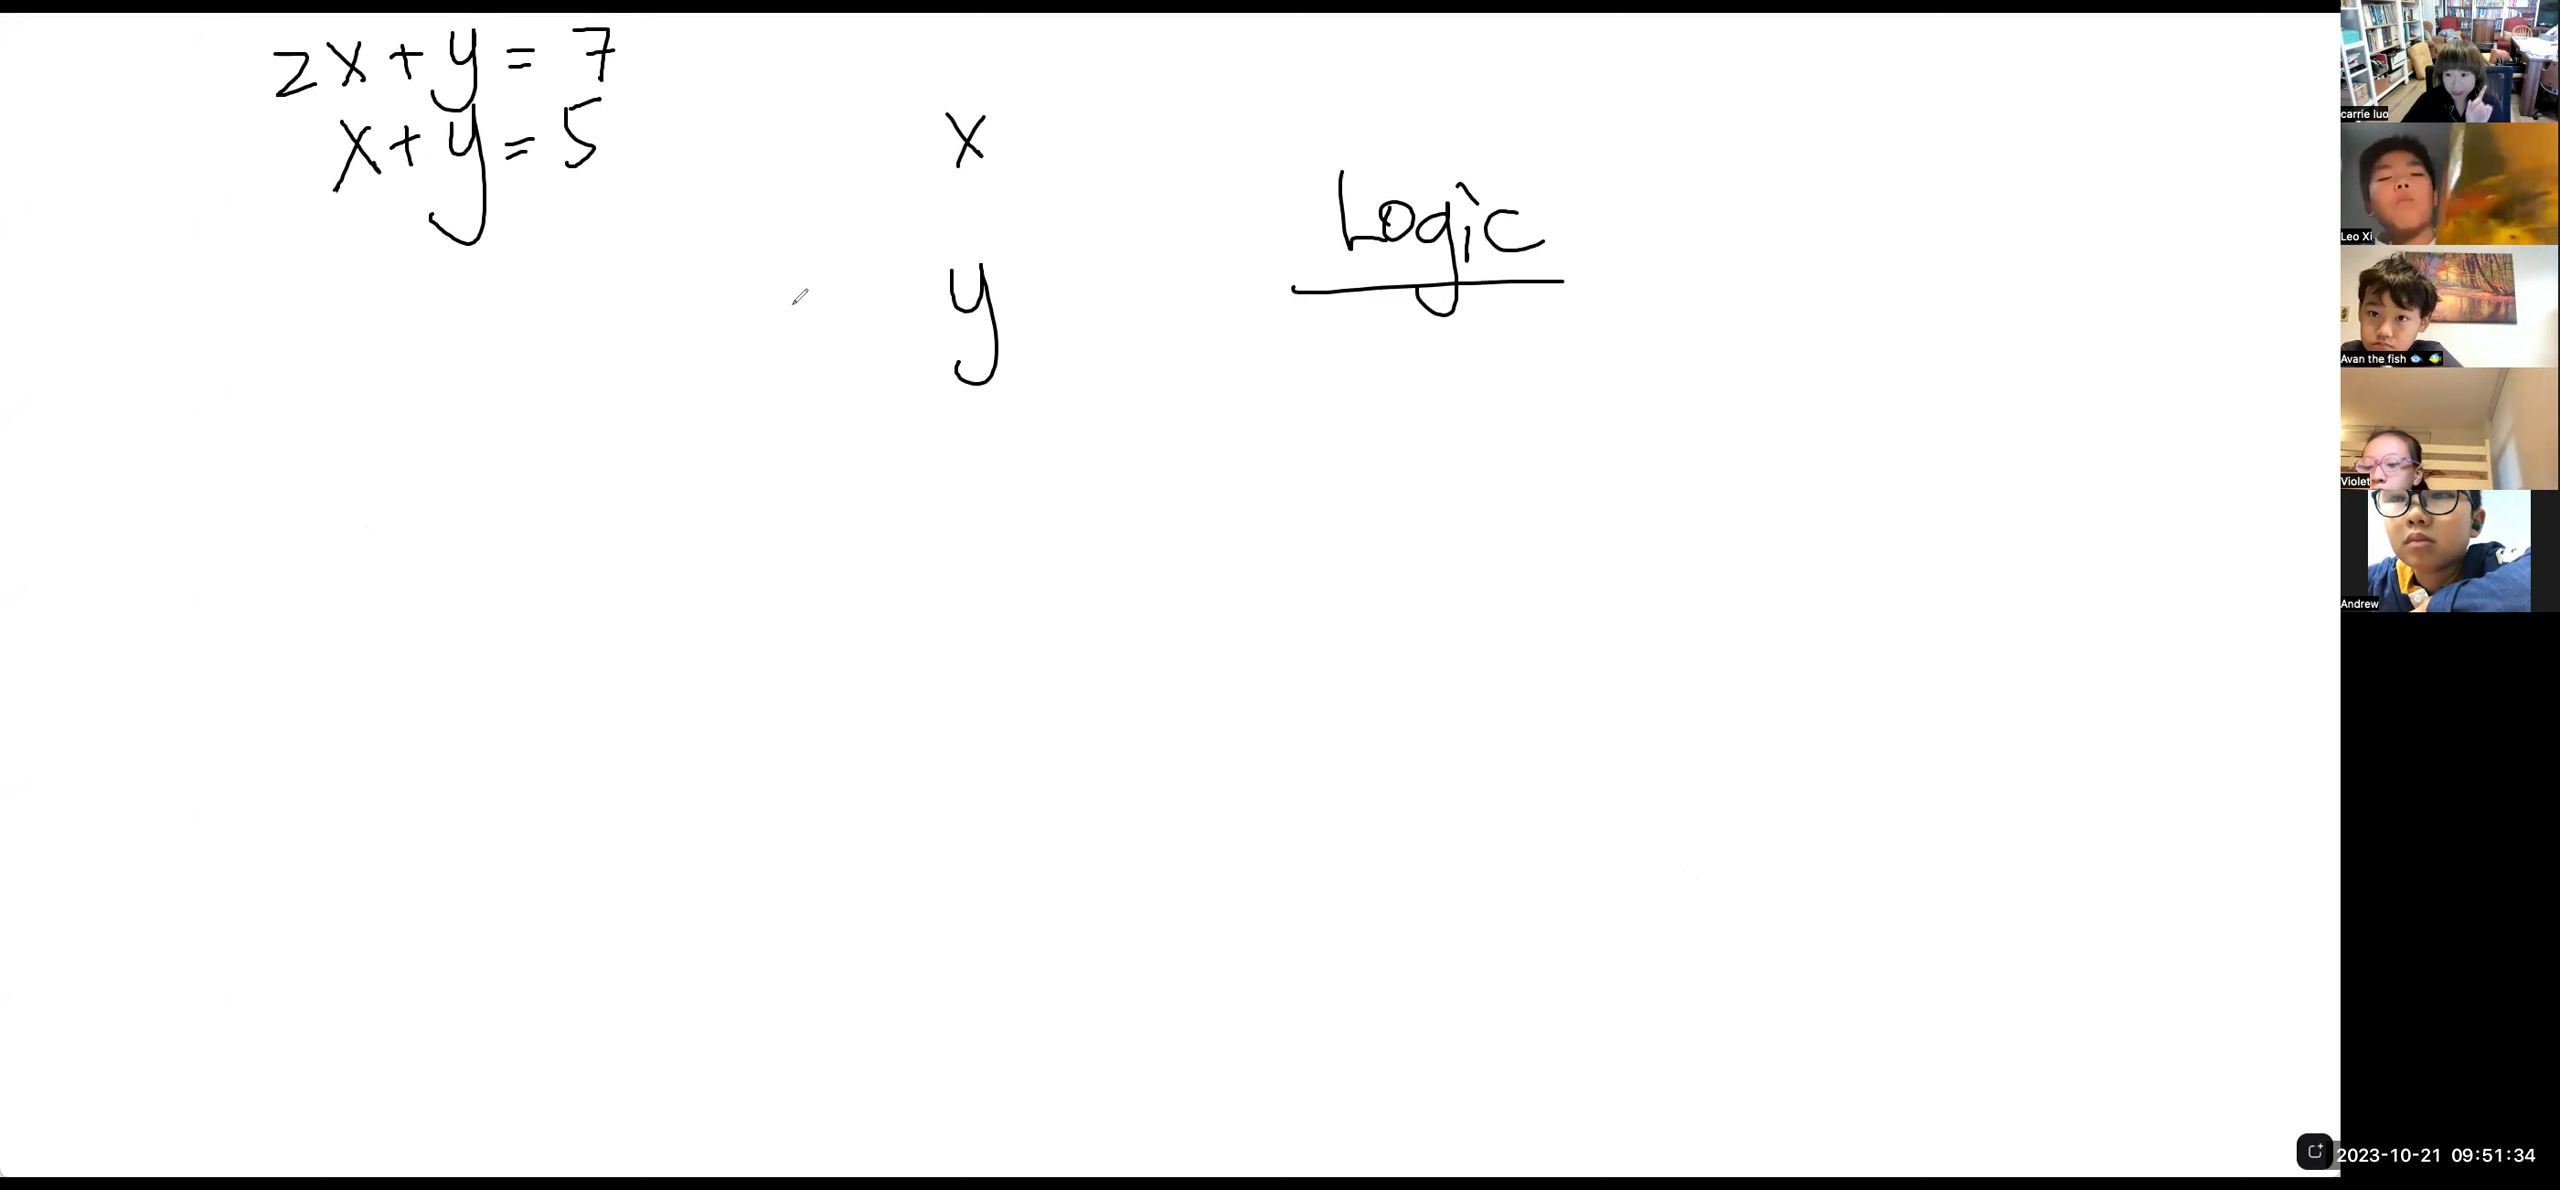 2x + y = 7
x + y = 5
x
y
Logic
carrie luo
Leo Xi
Avan the fish 🐟 🐠
Violet
Andrew
2023-10-21 09:51:34